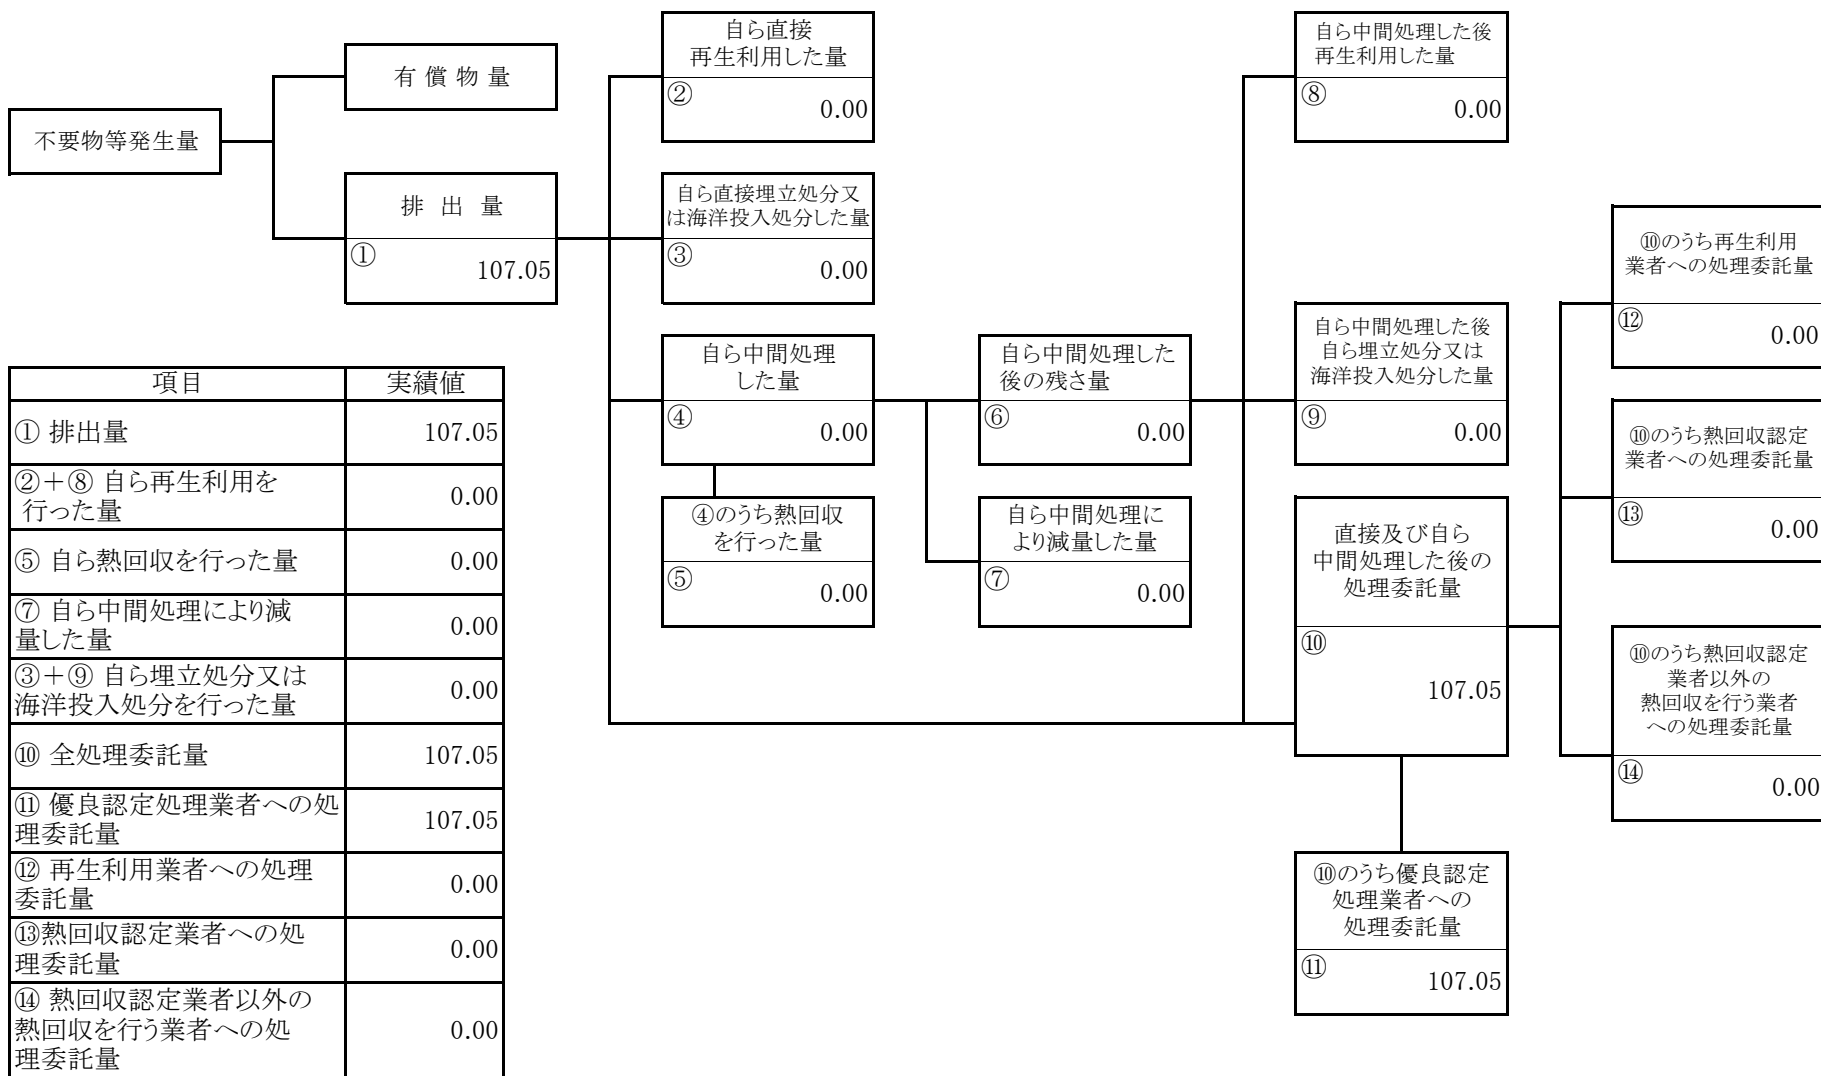 不要物等発生量
有 償 物 量
排 出 量
①
107.05
自ら直接
再生利用した量
②
0.00
自ら直接埋立処分又
は海洋投入処分した量
③
0.00
自ら中間処理
した量
④
0.00
④のうち熱回収
を行った量
⑤
0.00
自ら中間処理した
後の残さ量
⑥
0.00
自ら中間処理に
より減量した量
⑦
0.00
自ら中間処理した後
再生利用した量
⑧
0.00
自ら中間処理した後
自ら埋立処分又は
海洋投入処分した量
⑨
0.00
直接及び自ら
中間処理した後の
処理委託量
⑩
107.05
⑩のうち優良認定
処理業者への
処理委託量
⑪
107.05
⑩のうち再生利用
業者への処理委託量
⑫
0.00
⑩のうち熱回収認定
業者への処理委託量
⑬
0.00
⑩のうち熱回収認定
業者以外の
熱回収を行う業者
への処理委託量
⑭
0.00
項目 実績値
① 排出量 107.05
②＋⑧ 自ら再生利用を
行った量 0.00
⑤ 自ら熱回収を行った量 0.00
⑦ 自ら中間処理により減
量した量 0.00
③＋⑨ 自ら埋立処分又は
海洋投入処分を行った量 0.00
⑩ 全処理委託量 107.05
⑪ 優良認定処理業者への処
理委託量 107.05
⑫ 再生利用業者への処理
委託量 0.00
⑬熱回収認定業者への処
理委託量 0.00
⑭ 熱回収認定業者以外の
熱回収を行う業者への処
理委託量 0.00